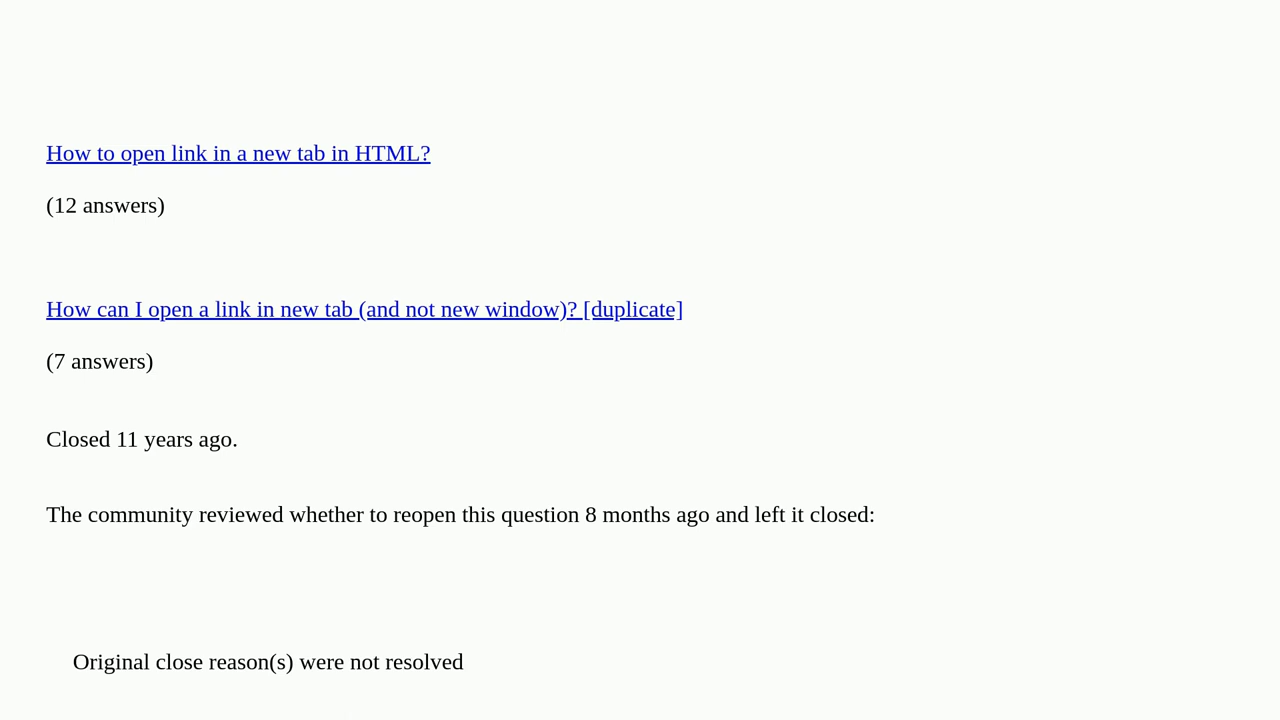 How to open link in a new tab in HTML?
(12 answers)
How can I open a link in new tab (and not new window)? [duplicate]
(7 answers)
Closed 11 years ago.
The community reviewed whether to reopen this question 8 months ago and left it closed:
Original close reason(s) were not resolved